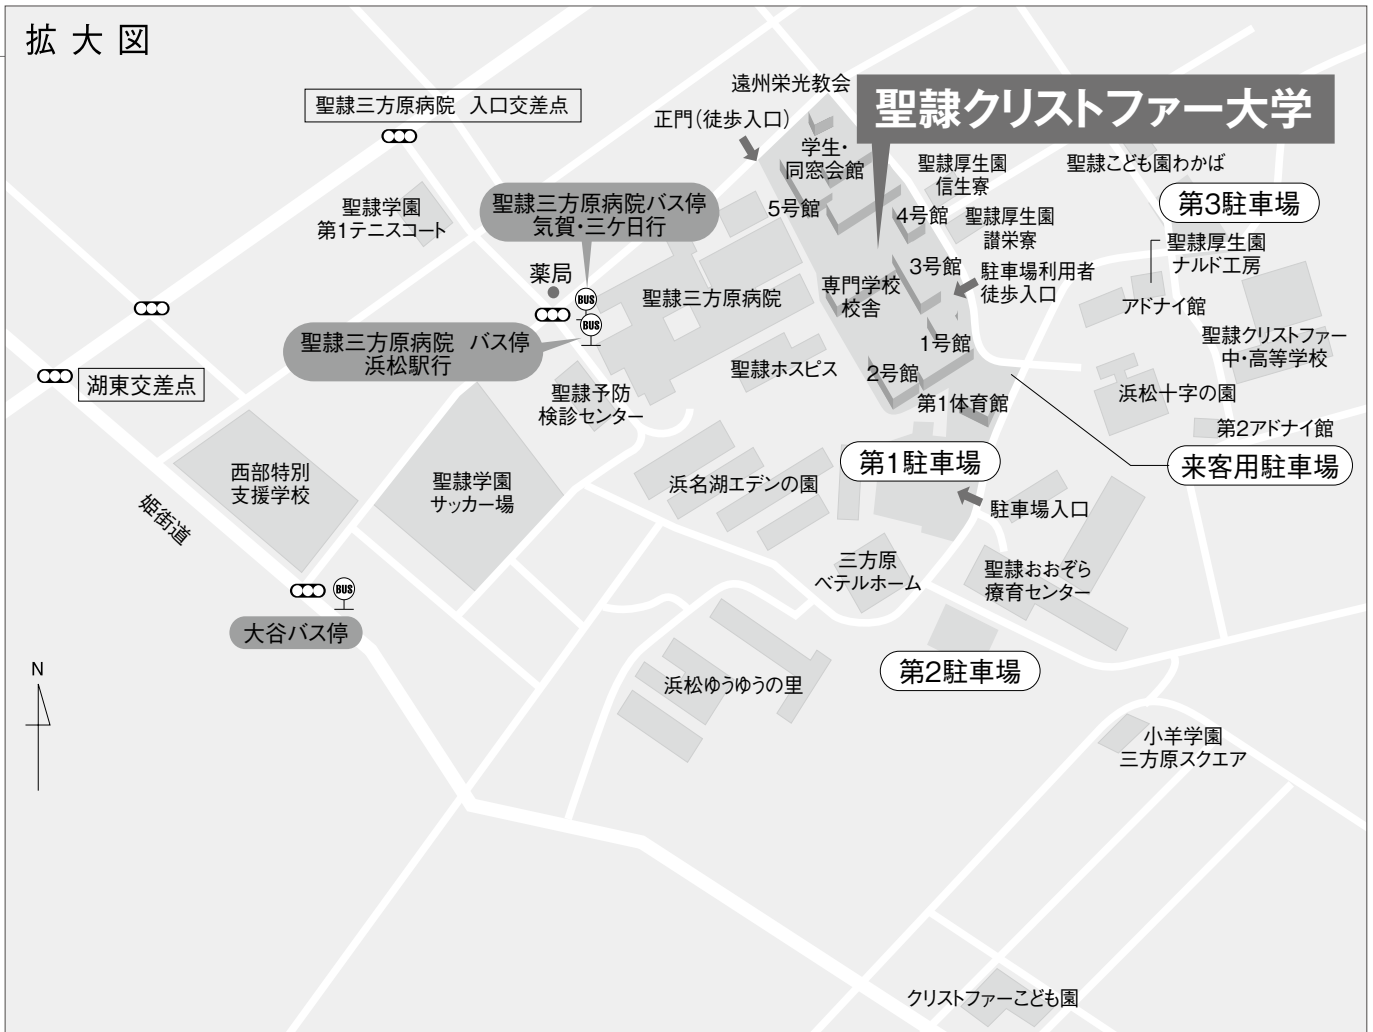 拡大図
遠州栄光教会
聖隷三方原病院 入口交差点
聖隷クリストファー大学
正門(徒歩入口)
学生・
同窓会館
聖隷厚生園
信生寮
聖隷こども園わかば
聖隷学園
第1テニスコート
聖隷三方原病院バス停
気賀・三ケ日行
5号館
4号館
第3駐車場
聖隷厚生園
讃栄寮
聖隷厚生園
ナルド工房
薬局
BUS
聖隷三方原病院
専門学校
校舎
3号館
駐車場利用者
徒歩入口
アドナイ館
BUS
聖隷三方原病院 バス停
浜松駅行
1号館
聖隷クリストファー
中・高等学校
湖東交差点
聖隷予防
検診センター
聖隷ホスピス
2号館
第1体育館
浜松十字の園
第2アドナイ館
第1駐車場
来客用駐車場
西部特別
支援学校
聖隷学園
サッカー場
浜名湖エデンの園
姫街道
駐車場入口
三方原
ベテルホーム
聖隷おおぞら
療育センター
BUS
大谷バス停
N
浜松ゆうゆうの里
第2駐車場
小羊学園
三方原スクエア
クリストファーこども園